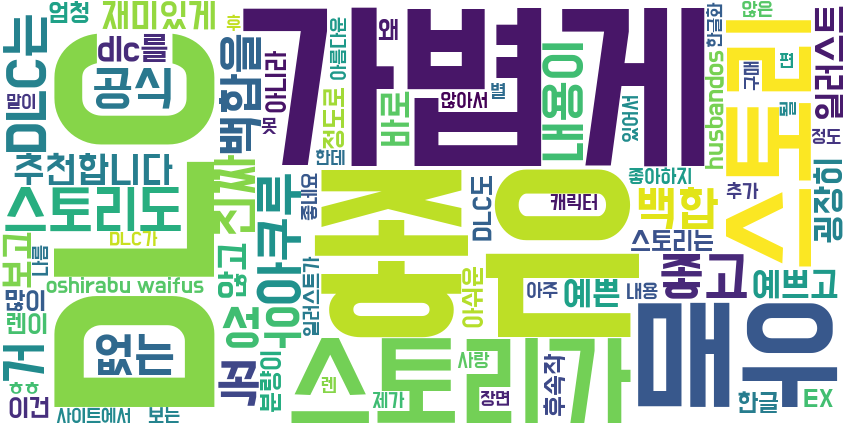 엄청
재미있게
후
왜
가볍게
않은
한글화
DLC는
dlc를
아름다운
공식
백합을
아니라
말이
못
정도로
바로
않아서
별
내용이
있어서
husbandos
구매
편
될
일러스트
정도
한데
추천합니다
DLC
진짜
좋네요
좋은
DLC도
캐릭터
좋아하지
백합
추가
굉장히
스토리도
DLC가
스토리는
보고
나름
않고
야쿠루
일러스트가
oshirabu waifus
아쉬운
아주
예쁜
내용
좋고
예쁘고
많이
렌이
성
매우
거
없는
꼭
분량이
스토리가
사랑
후속작
ㅎㅎ
렌
이건
사이트에서
보는
제가
장면
한글
EX